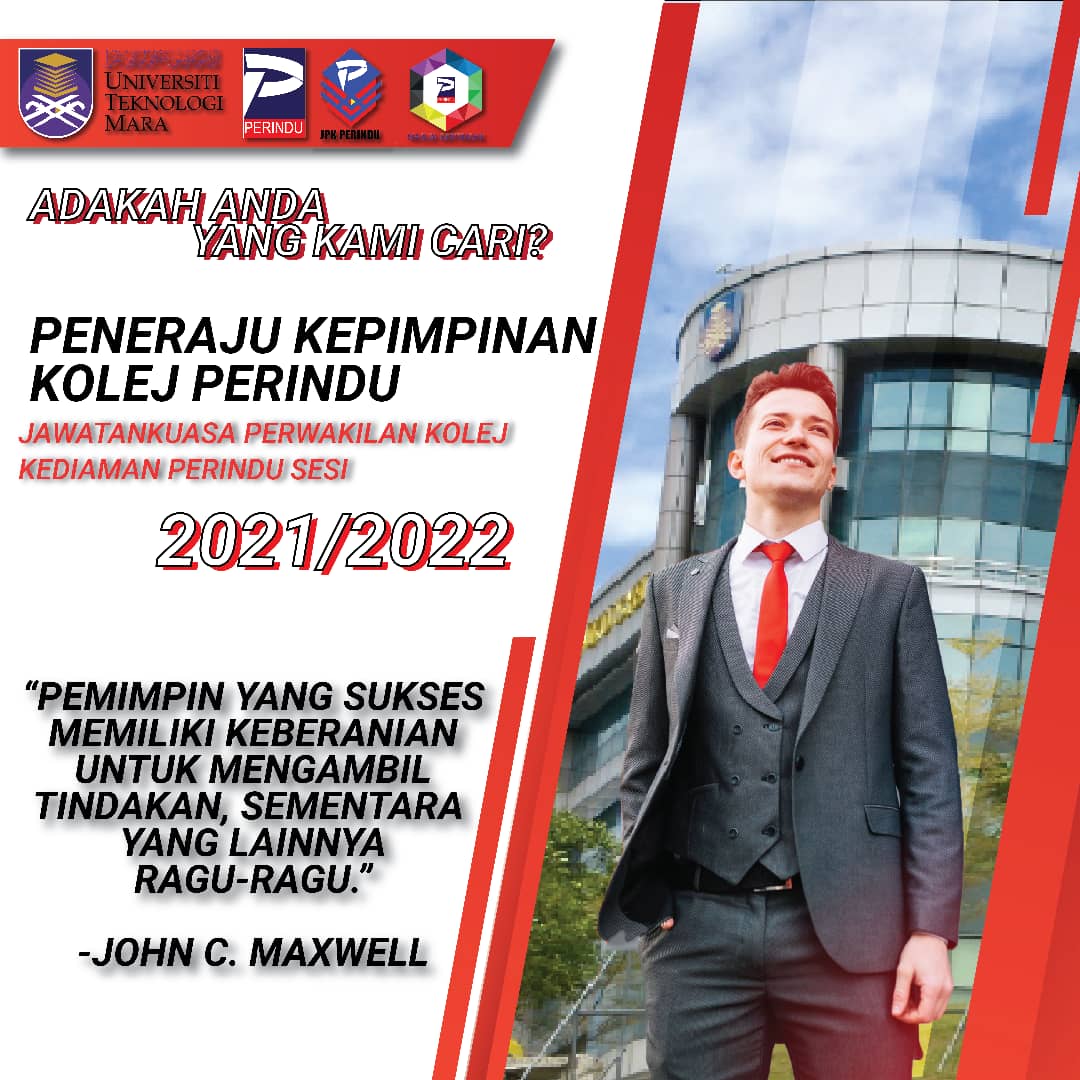 UNIVERSITI
TEKNOLOGI
MARA
PERINDU
JPK PERINDU
ADAKAH ANDA
YANG KAMI CARI?
PENERAJU KEPIMPINAN
KOLEJ PERINDU
JAWATANKUASA PERWAKILAN KOLEJ
KEDIAMAN PERINDU SESI
2021/2022
“PEMIMPIN YANG SUKSES
MEMILIKI KEBERANIAN
UNTUK MENGAMBIL
TINDAKAN, SEMENTARA
YANG LAINNYA
RAGU-RAGU.”
-JOHN C. MAXWELL